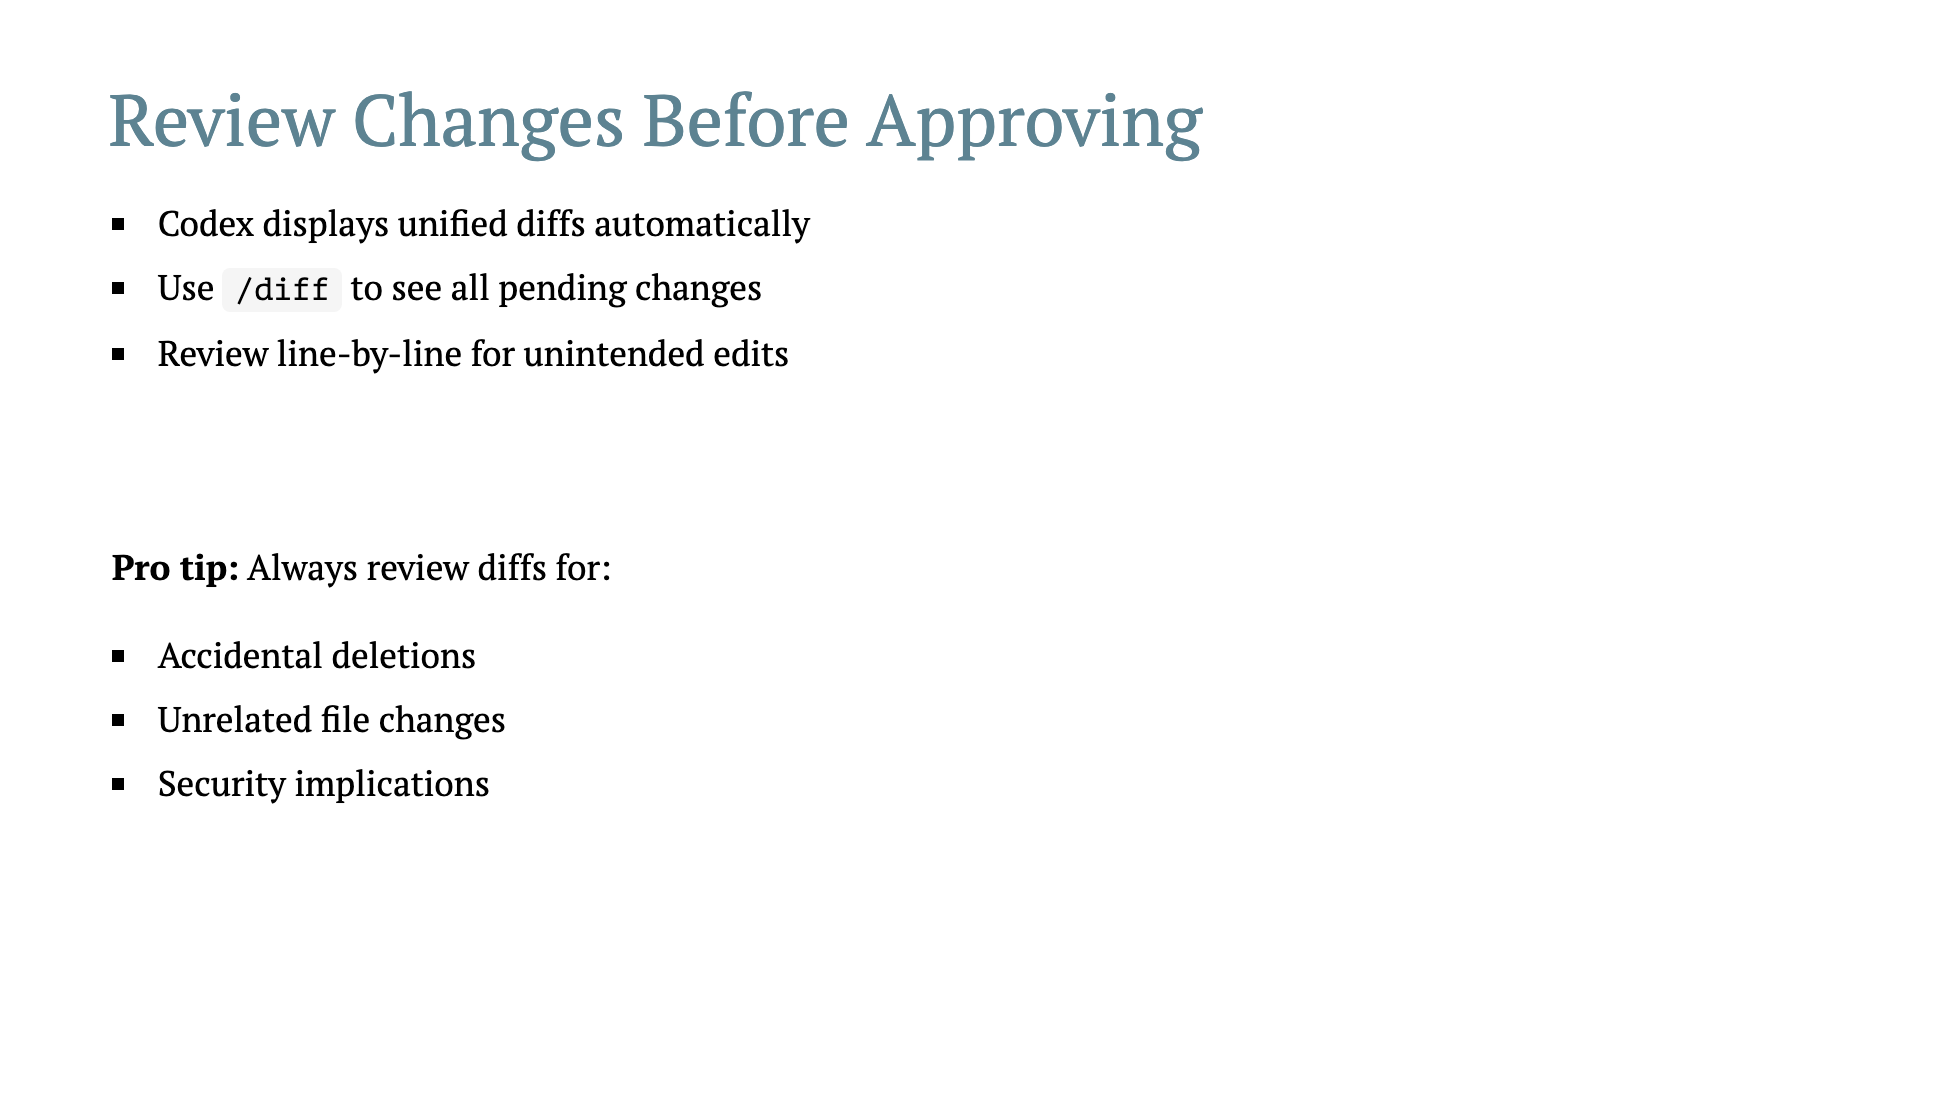 Review Changes Before Approving
▪ Codex displays unified diffs automatically
▪ Use /diff to see all pending changes
▪ Review line-by-line for unintended edits
Pro tip: Always review diffs for:
▪ Accidental deletions
▪ Unrelated file changes
▪ Security implications